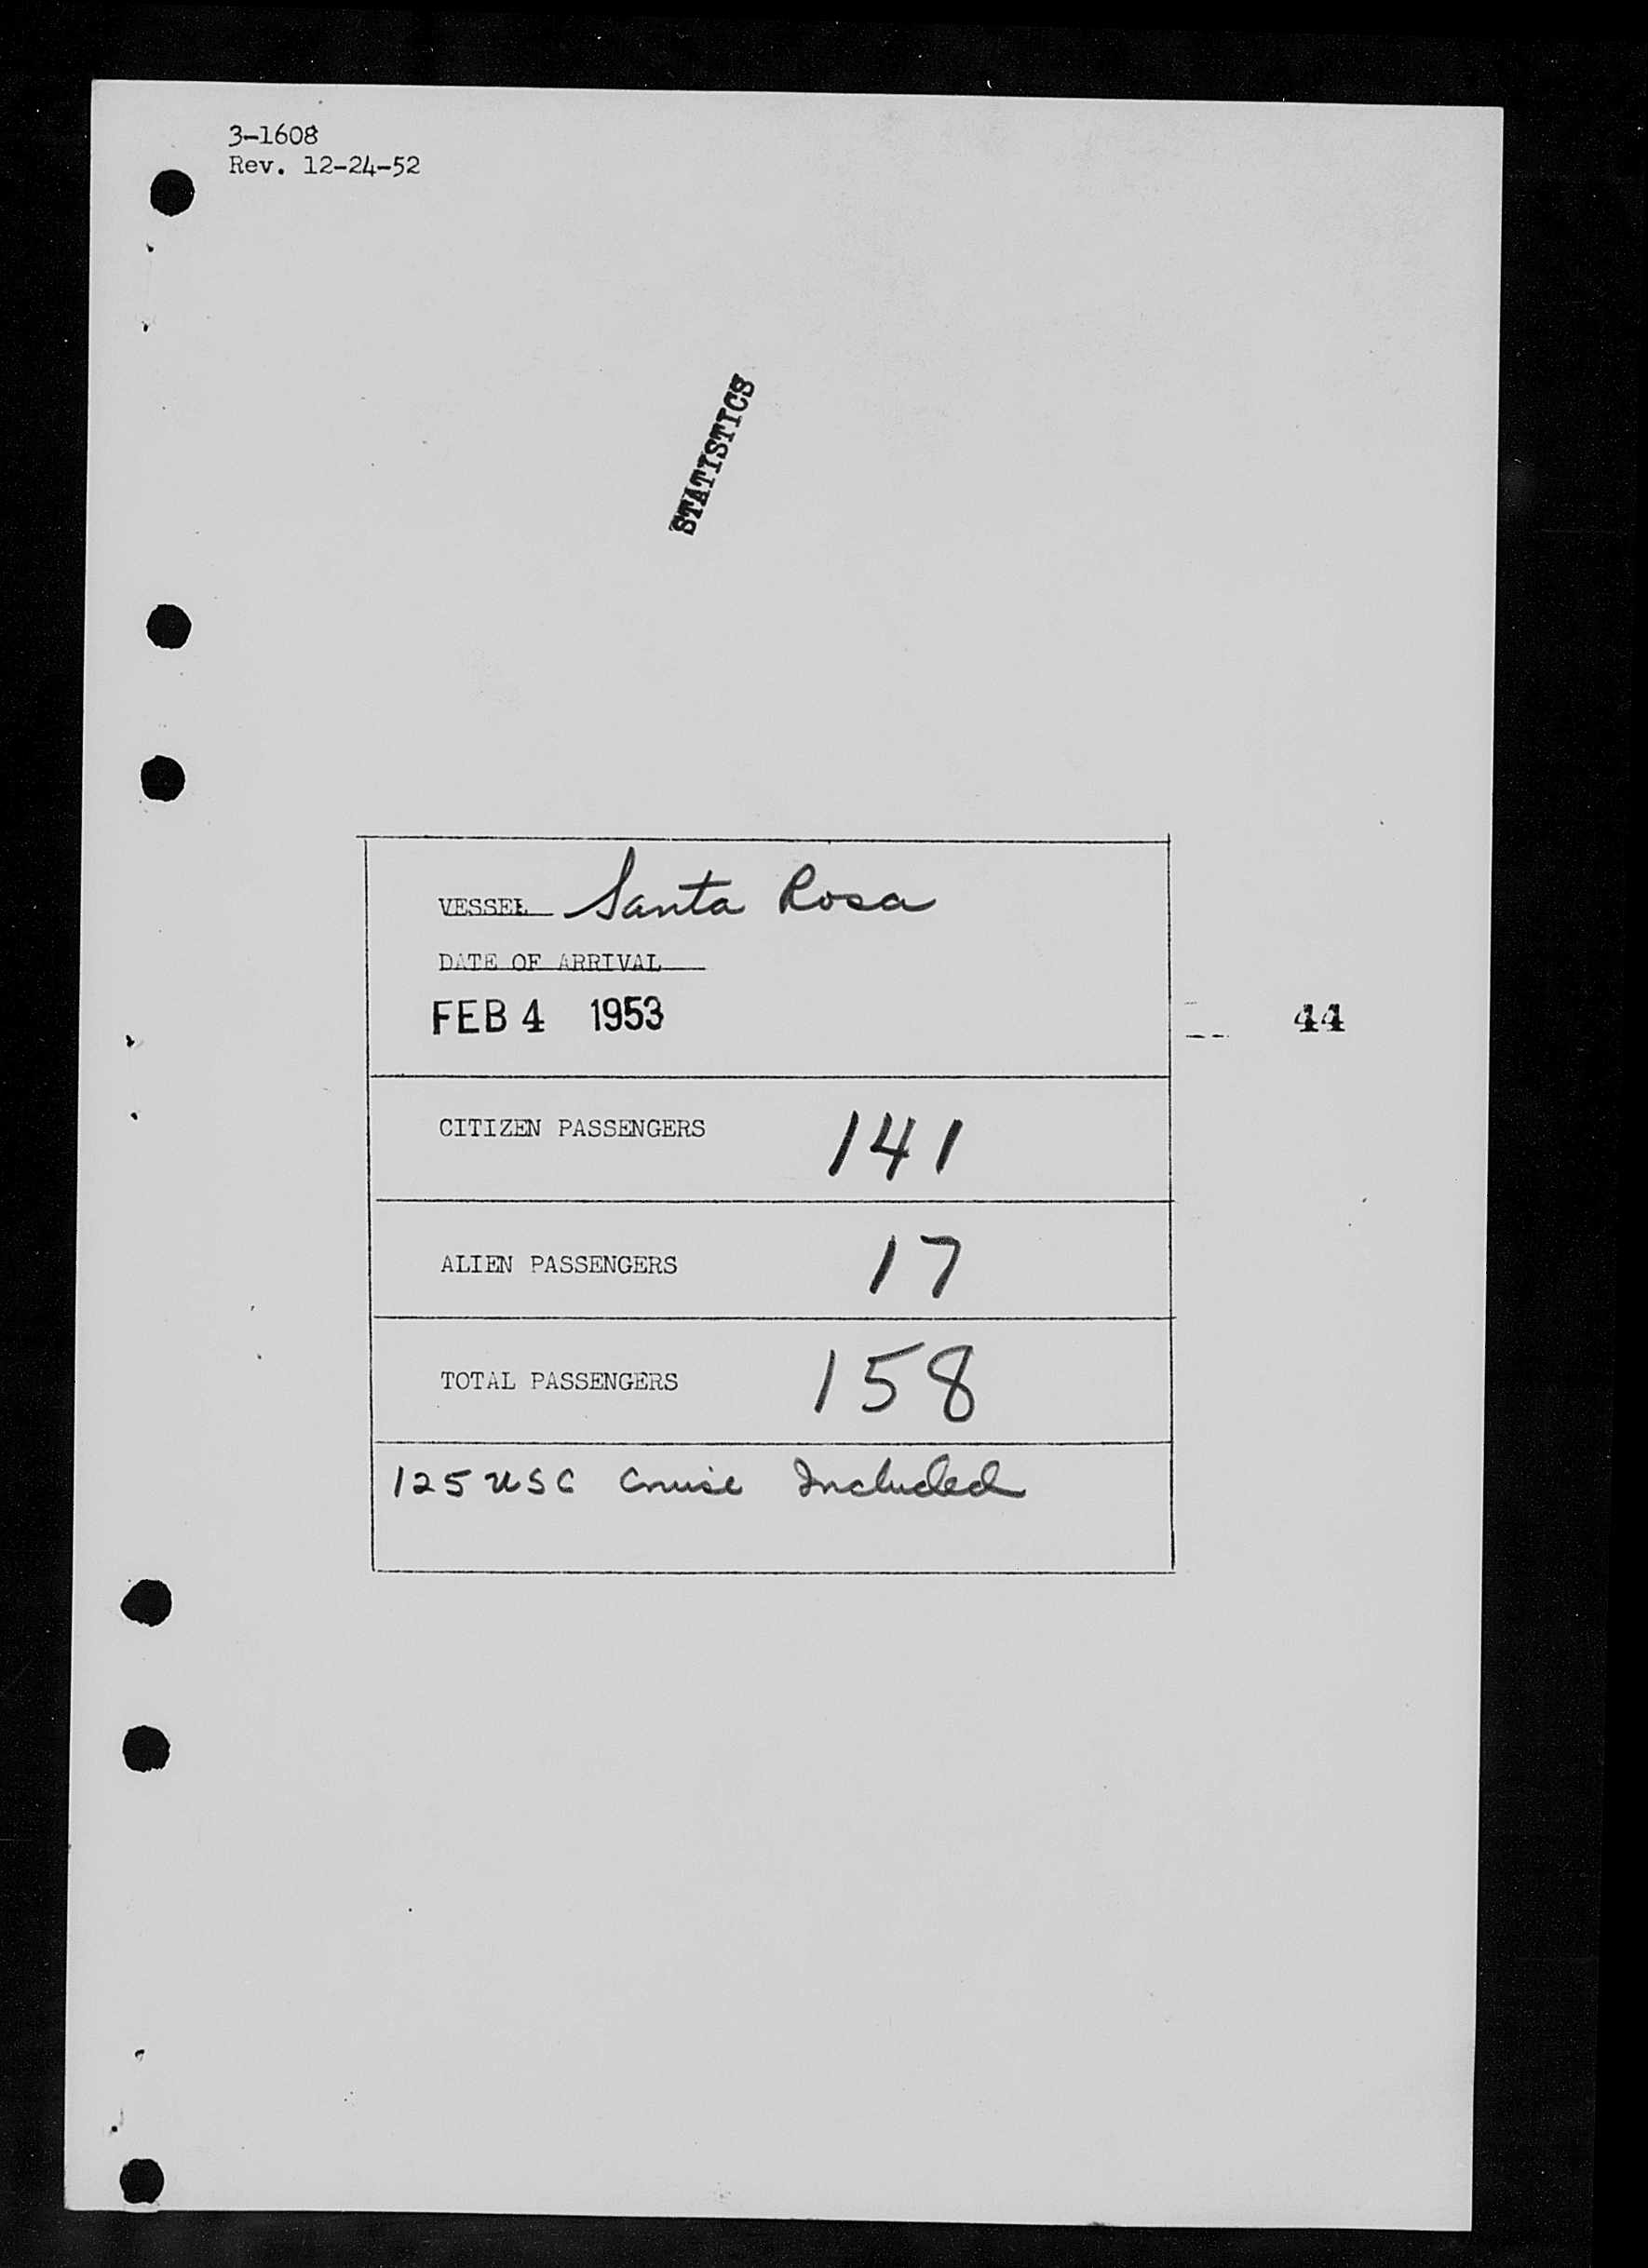 3-1608
Rev. 12-24-52
STATISTICS
VESSEL Santa Rosa
DATE OF ARRIVAL
FEB 4 1953
44
CITIZEN PASSENGERS 141
ALIEN PASSENGERS 17
TOTAL PASSENGERS 158
125 USC Cruise Included